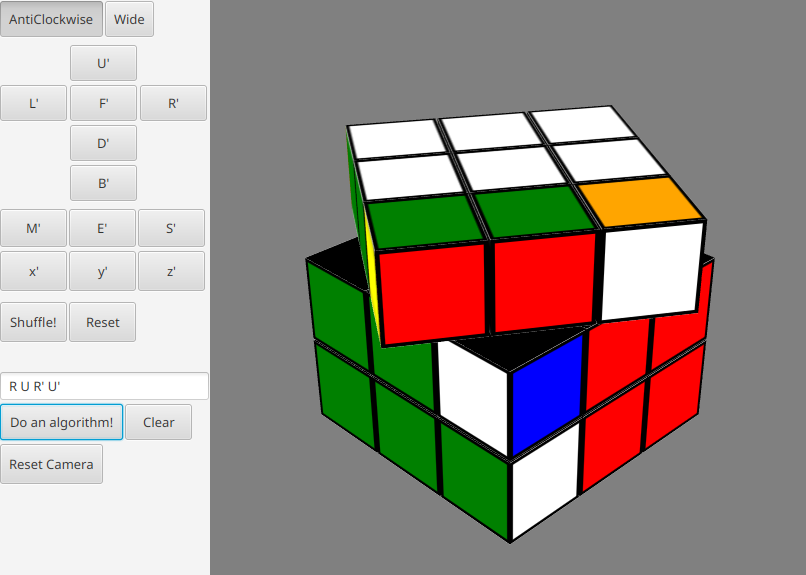 AntiClockwise Wide
U'
L' F' R'
D'
B'
M' E' S'
x' y' z'
Shuffle! Reset
R U R' U'
Do an algorithm! Clear
Reset Camera